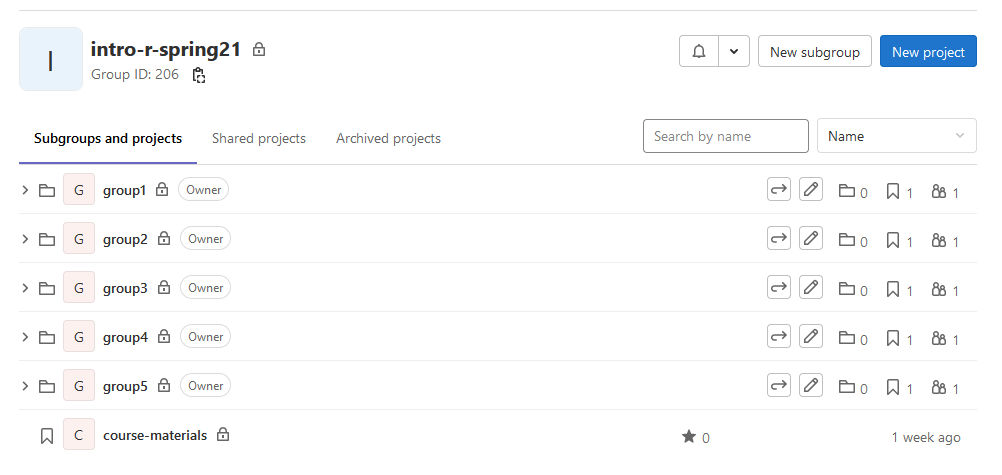 I
intro-r-spring21
Group ID: 206
New subgroup
New project
Subgroups and projects
Shared projects
Archived projects
Search by name
Name
G group1 Owner 0 1 1
G group2 Owner 0 1 1
G group3 Owner 0 1 1
G group4 Owner 0 1 1
G group5 Owner 0 1 1
C course-materials 0 1 week ago